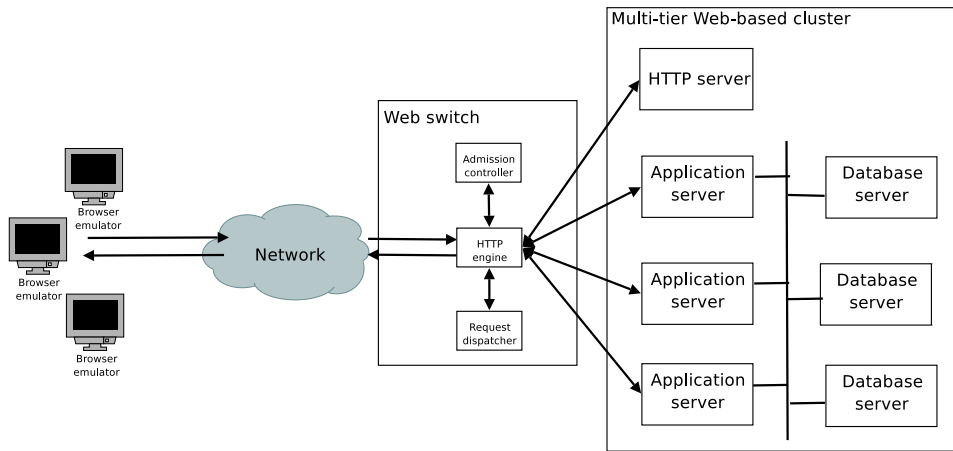 Multi-tier Web-based cluster
HTTP server
Web switch
Admission
controller
Application
server
Database
server
Browser
emulator
Network
HTTP
engine
Browser
emulator
Application
server
Database
server
Request
dispatcher
Browser
emulator
Application
server
Database
server